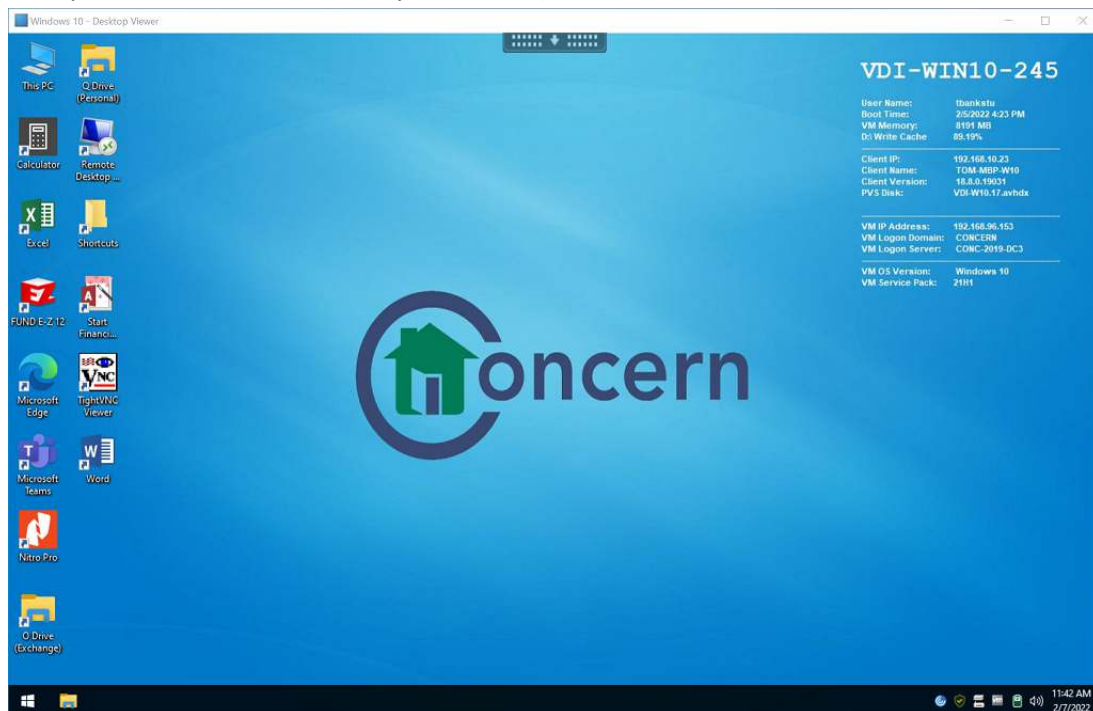 Windows 10 - Desktop Viewer
VDI-WIN10-245
User Name: tbankstu
Boot Time: 2/5/2022 4:23 PM
VM Memory: 8191 MB
D:\ Write Cache 89.19%
Client IP: 192.168.10.23
Client Name: TOM-MBP-W10
Client Version: 18.8.0.19031
PVS Disk: VDI-W10.17.avhdx
VM IP Address: 192.168.96.153
VM Logon Domain: CONCERN
VM Logon Server: CONC-2019-DC3
VM OS Version: Windows 10
VM Service Pack: 21H1
This PC
Q Drive
(Personal)
Calculator
Remote
Desktop ...
Excel
Shortcuts
FUND E-Z 12
Start
Financi...
Microsoft
Edge
TightVNC
Viewer
Microsoft
Teams
Word
Nitro Pro
O Drive
(Exchange)
Concern
11:42 AM
2/7/2022